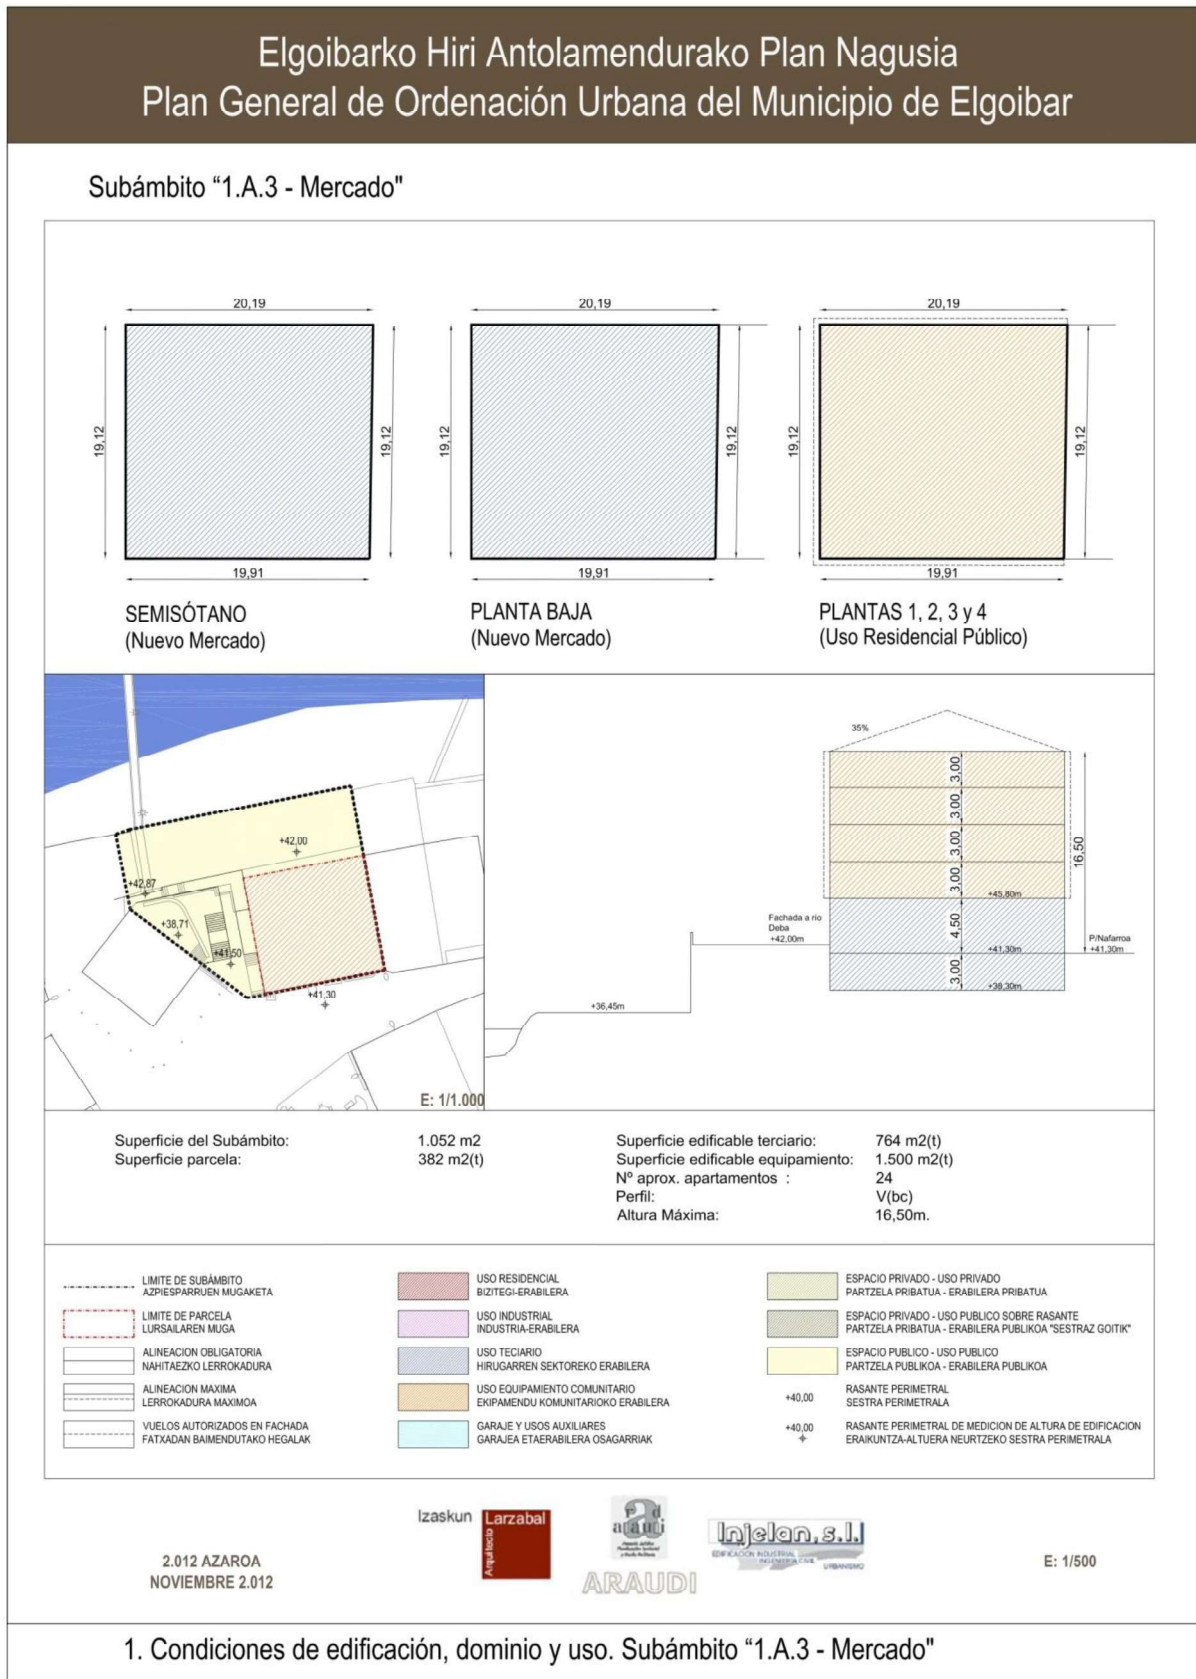 Elgoibarko Hiri Antolamendurako Plan Nagusia
Plan General de Ordenación Urbana del Municipio de Elgoibar
Subámbito “1.A.3 - Mercado"
20,19
20,19
20,19
19,12
19,12
19,12
19,12
19,12
19,12
19,91
19,91
19,91
SEMISÓTANO
(Nuevo Mercado)
PLANTA BAJA
(Nuevo Mercado)
PLANTAS 1, 2, 3 y 4
(Uso Residencial Público)
+42,00
+42,87
+38,71
+41,50
+41,30
E: 1/1.000
35%
3,00
3,00
3,00
3,00
+45,80m
16,50
4,50
Fachada a río
Deba
+42,00m
P/Nafarroa
+41,30m
+41,30m
3,00
+38,30m
+36,45m
Superficie del Subámbito: 1.052 m2
Superficie parcela: 382 m2(t)
Superficie edificable terciario: 764 m2(t)
Superficie edificable equipamiento: 1.500 m2(t)
Nº aprox. apartamentos : 24
Perfil: V(bc)
Altura Máxima: 16,50m.
LIMITE DE SUBÁMBITO
AZPIESPARRUEN MUGAKETA
LIMITE DE PARCELA
LURSAILAREN MUGA
ALINEACION OBLIGATORIA
NAHITAEZKO LERROKADURA
ALINEACION MAXIMA
LERROKADURA MAXIMOA
VUELOS AUTORIZADOS EN FACHADA
FATXADAN BAIMENDUTAKO HEGALAK
USO RESIDENCIAL
BIZITEGI-ERABILERA
USO INDUSTRIAL
INDUSTRIA-ERABILERA
USO TECIARIO
HIRUGARREN SEKTOREKO ERABILERA
USO EQUIPAMIENTO COMUNITARIO
EKIPAMENDU KOMUNITARIOKO ERABILERA
GARAJE Y USOS AUXILIARES
GARAJEA ETAERABILERA OSAGARRIAK
ESPACIO PRIVADO - USO PRIVADO
PARTZELA PRIBATUA - ERABILERA PRIBATUA
ESPACIO PRIVADO - USO PUBLICO SOBRE RASANTE
PARTZELA PRIBATUA - ERABILERA PUBLIKOA "SESTRAZ GOITIK"
ESPACIO PUBLICO - USO PUBLICO
PARTZELA PUBLIKOA - ERABILERA PUBLIKOA
+40,00
RASANTE PERIMETRAL
SESTRA PERIMETRALA
+40,00
RASANTE PERIMETRAL DE MEDICION DE ALTURA DE EDIFICACION
ERAIKUNTZA-ALTUERA NEURTZEKO SESTRA PERIMETRALA
2.012 AZAROA
NOVIEMBRE 2.012
Izaskun Larzabal
Arquitecto
araudi
ARAUDI
Injelan, s.l.
EDIFICACION INDUSTRIAL
INGENIERIA CIVIL
URBANISMO
E: 1/500
1. Condiciones de edificación, dominio y uso. Subámbito “1.A.3 - Mercado"